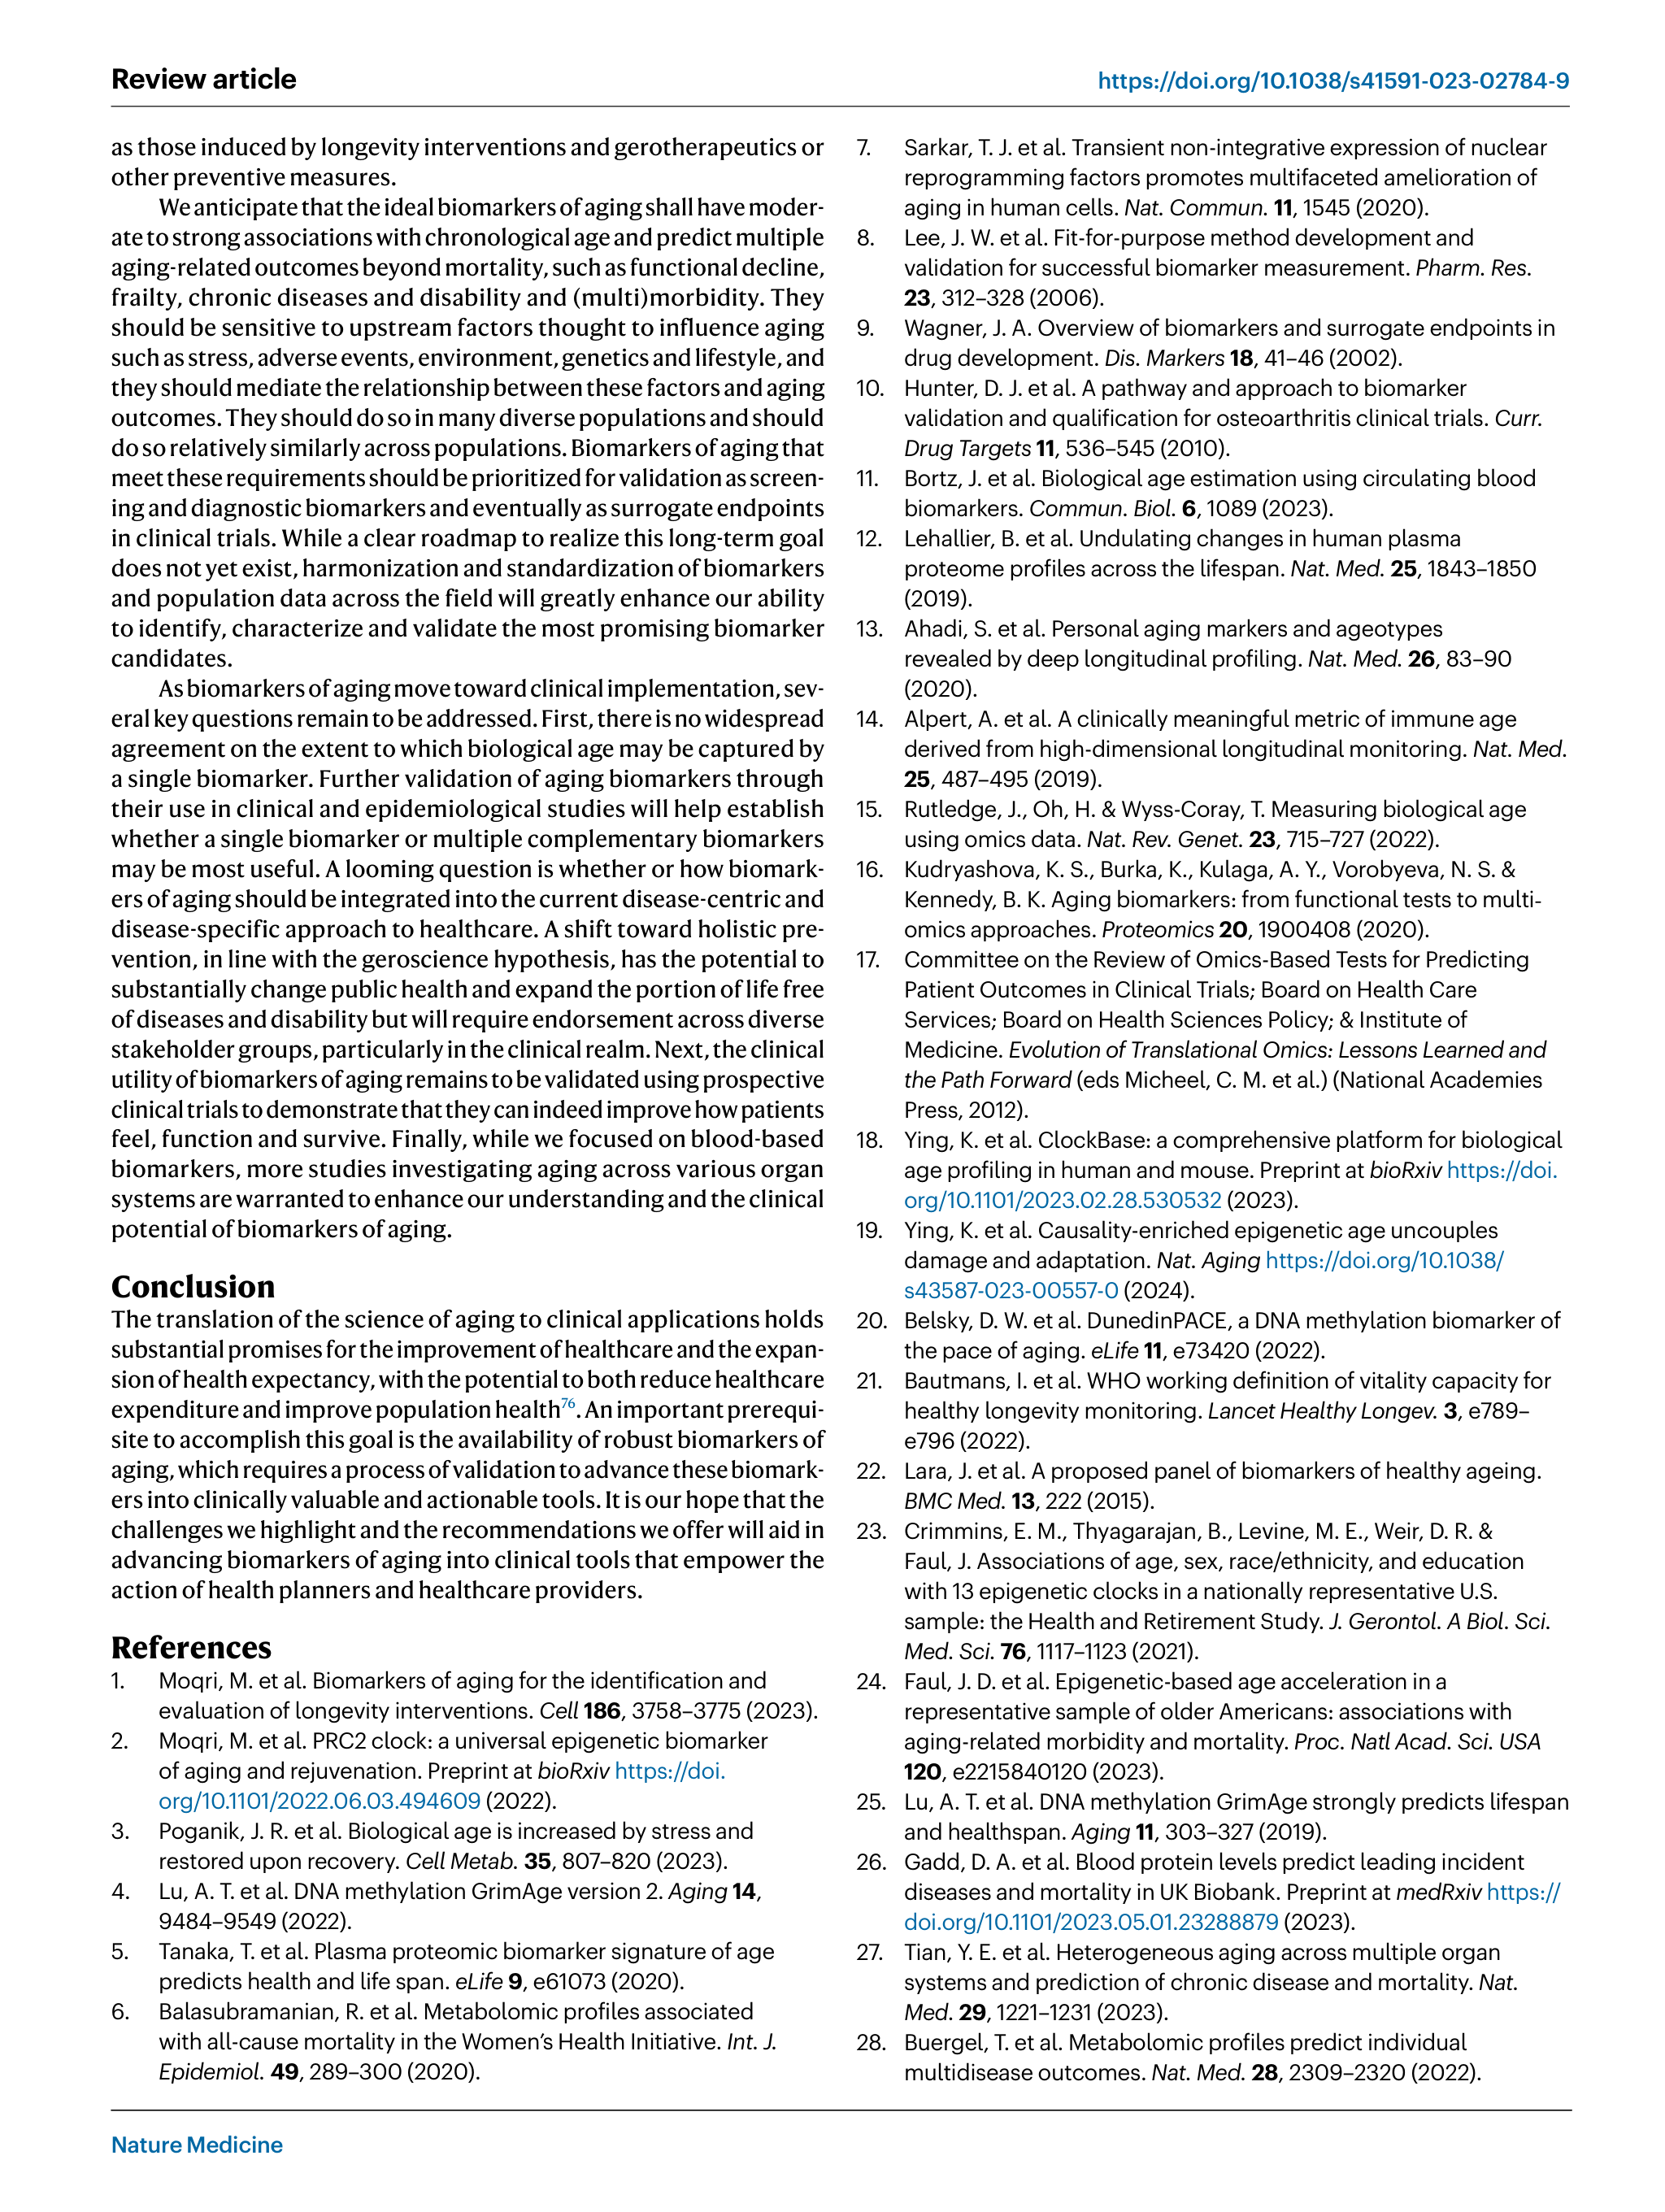 Review article
https://doi.org/10.1038/s41591-023-02784-9
as those induced by longevity interventions and gerotherapeutics or
other preventive measures.
We anticipate that the ideal biomarkers of aging shall have moder-
ate to strong associations with chronological age and predict multiple
aging-related outcomes beyond mortality, such as functional decline,
frailty, chronic diseases and disability and (multi)morbidity. They
should be sensitive to upstream factors thought to influence aging
such as stress, adverse events, environment, genetics and lifestyle, and
they should mediate the relationship between these factors and aging
outcomes. They should do so in many diverse populations and should
do so relatively similarly across populations. Biomarkers of aging that
meet these requirements should be prioritized for validation as screen-
ing and diagnostic biomarkers and eventually as surrogate endpoints
in clinical trials. While a clear roadmap to realize this long-term goal
does not yet exist, harmonization and standardization of biomarkers
and population data across the field will greatly enhance our ability
to identify, characterize and validate the most promising biomarker
candidates.
As biomarkers of aging move toward clinical implementation, sev-
eral key questions remain to be addressed. First, there is no widespread
agreement on the extent to which biological age may be captured by
a single biomarker. Further validation of aging biomarkers through
their use in clinical and epidemiological studies will help establish
whether a single biomarker or multiple complementary biomarkers
may be most useful. A looming question is whether or how biomark-
ers of aging should be integrated into the current disease-centric and
disease-specific approach to healthcare. A shift toward holistic pre-
vention, in line with the geroscience hypothesis, has the potential to
substantially change public health and expand the portion of life free
of diseases and disability but will require endorsement across diverse
stakeholder groups, particularly in the clinical realm. Next, the clinical
utility of biomarkers of aging remains to be validated using prospective
clinical trials to demonstrate that they can indeed improve how patients
feel, function and survive. Finally, while we focused on blood-based
biomarkers, more studies investigating aging across various organ
systems are warranted to enhance our understanding and the clinical
potential of biomarkers of aging.
Conclusion
The translation of the science of aging to clinical applications holds
substantial promises for the improvement of healthcare and the expan-
sion of health expectancy, with the potential to both reduce healthcare
expenditure and improve population health76. An important prerequi-
site to accomplish this goal is the availability of robust biomarkers of
aging, which requires a process of validation to advance these biomark-
ers into clinically valuable and actionable tools. It is our hope that the
challenges we highlight and the recommendations we offer will aid in
advancing biomarkers of aging into clinical tools that empower the
action of health planners and healthcare providers.
References
1. Moqri, M. et al. Biomarkers of aging for the identification and
evaluation of longevity interventions. Cell 186, 3758–3775 (2023).
2. Moqri, M. et al. PRC2 clock: a universal epigenetic biomarker
of aging and rejuvenation. Preprint at bioRxiv https://doi.
org/10.1101/2022.06.03.494609 (2022).
3. Poganik, J. R. et al. Biological age is increased by stress and
restored upon recovery. Cell Metab. 35, 807–820 (2023).
4. Lu, A. T. et al. DNA methylation GrimAge version 2. Aging 14,
9484–9549 (2022).
5. Tanaka, T. et al. Plasma proteomic biomarker signature of age
predicts health and life span. eLife 9, e61073 (2020).
6. Balasubramanian, R. et al. Metabolomic profiles associated
with all-cause mortality in the Women’s Health Initiative. Int. J.
Epidemiol. 49, 289–300 (2020).
7. Sarkar, T. J. et al. Transient non-integrative expression of nuclear
reprogramming factors promotes multifaceted amelioration of
aging in human cells. Nat. Commun. 11, 1545 (2020).
8. Lee, J. W. et al. Fit-for-purpose method development and
validation for successful biomarker measurement. Pharm. Res.
23, 312–328 (2006).
9. Wagner, J. A. Overview of biomarkers and surrogate endpoints in
drug development. Dis. Markers 18, 41–46 (2002).
10. Hunter, D. J. et al. A pathway and approach to biomarker
validation and qualification for osteoarthritis clinical trials. Curr.
Drug Targets 11, 536–545 (2010).
11. Bortz, J. et al. Biological age estimation using circulating blood
biomarkers. Commun. Biol. 6, 1089 (2023).
12. Lehallier, B. et al. Undulating changes in human plasma
proteome profiles across the lifespan. Nat. Med. 25, 1843–1850
(2019).
13. Ahadi, S. et al. Personal aging markers and ageotypes
revealed by deep longitudinal profiling. Nat. Med. 26, 83–90
(2020).
14. Alpert, A. et al. A clinically meaningful metric of immune age
derived from high-dimensional longitudinal monitoring. Nat. Med.
25, 487–495 (2019).
15. Rutledge, J., Oh, H. & Wyss-Coray, T. Measuring biological age
using omics data. Nat. Rev. Genet. 23, 715–727 (2022).
16. Kudryashova, K. S., Burka, K., Kulaga, A. Y., Vorobyeva, N. S. &
Kennedy, B. K. Aging biomarkers: from functional tests to multi-
omics approaches. Proteomics 20, 1900408 (2020).
17. Committee on the Review of Omics-Based Tests for Predicting
Patient Outcomes in Clinical Trials; Board on Health Care
Services; Board on Health Sciences Policy; & Institute of
Medicine. Evolution of Translational Omics: Lessons Learned and
the Path Forward (eds Micheel, C. M. et al.) (National Academies
Press, 2012).
18. Ying, K. et al. ClockBase: a comprehensive platform for biological
age profiling in human and mouse. Preprint at bioRxiv https://doi.
org/10.1101/2023.02.28.530532 (2023).
19. Ying, K. et al. Causality-enriched epigenetic age uncouples
damage and adaptation. Nat. Aging https://doi.org/10.1038/
s43587-023-00557-0 (2024).
20. Belsky, D. W. et al. DunedinPACE, a DNA methylation biomarker of
the pace of aging. eLife 11, e73420 (2022).
21. Bautmans, I. et al. WHO working definition of vitality capacity for
healthy longevity monitoring. Lancet Healthy Longev. 3, e789–
e796 (2022).
22. Lara, J. et al. A proposed panel of biomarkers of healthy ageing.
BMC Med. 13, 222 (2015).
23. Crimmins, E. M., Thyagarajan, B., Levine, M. E., Weir, D. R. &
Faul, J. Associations of age, sex, race/ethnicity, and education
with 13 epigenetic clocks in a nationally representative U.S.
sample: the Health and Retirement Study. J. Gerontol. A Biol. Sci.
Med. Sci. 76, 1117–1123 (2021).
24. Faul, J. D. et al. Epigenetic-based age acceleration in a
representative sample of older Americans: associations with
aging-related morbidity and mortality. Proc. Natl Acad. Sci. USA
120, e2215840120 (2023).
25. Lu, A. T. et al. DNA methylation GrimAge strongly predicts lifespan
and healthspan. Aging 11, 303–327 (2019).
26. Gadd, D. A. et al. Blood protein levels predict leading incident
diseases and mortality in UK Biobank. Preprint at medRxiv https://
doi.org/10.1101/2023.05.01.23288879 (2023).
27. Tian, Y. E. et al. Heterogeneous aging across multiple organ
systems and prediction of chronic disease and mortality. Nat.
Med. 29, 1221–1231 (2023).
28. Buergel, T. et al. Metabolomic profiles predict individual
multidisease outcomes. Nat. Med. 28, 2309–2320 (2022).
Nature Medicine